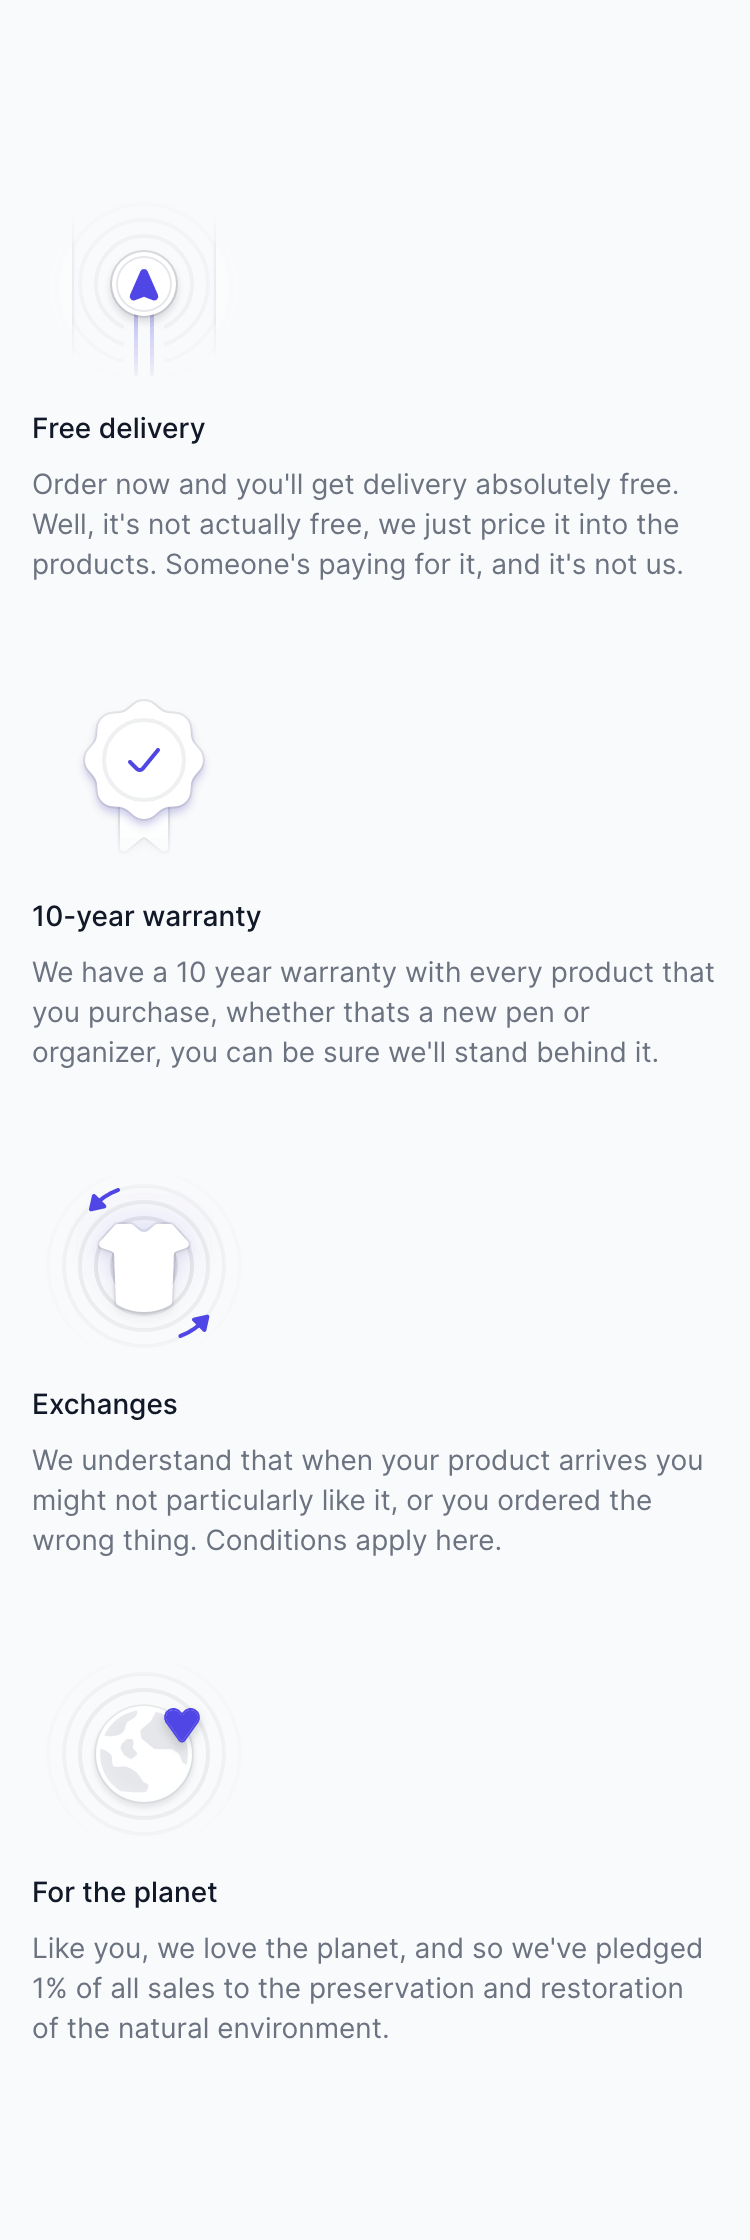 Free delivery
Order now and you'll get delivery absolutely free.
Well, it's not actually free, we just price it into the
products. Someone's paying for it, and it's not us.
10-year warranty
We have a 10 year warranty with every product that
you purchase, whether thats a new pen or
organizer, you can be sure we'll stand behind it.
Exchanges
We understand that when your product arrives you
might not particularly like it, or you ordered the
wrong thing. Conditions apply here.
For the planet
Like you, we love the planet, and so we've pledged
1% of all sales to the preservation and restoration
of the natural environment.